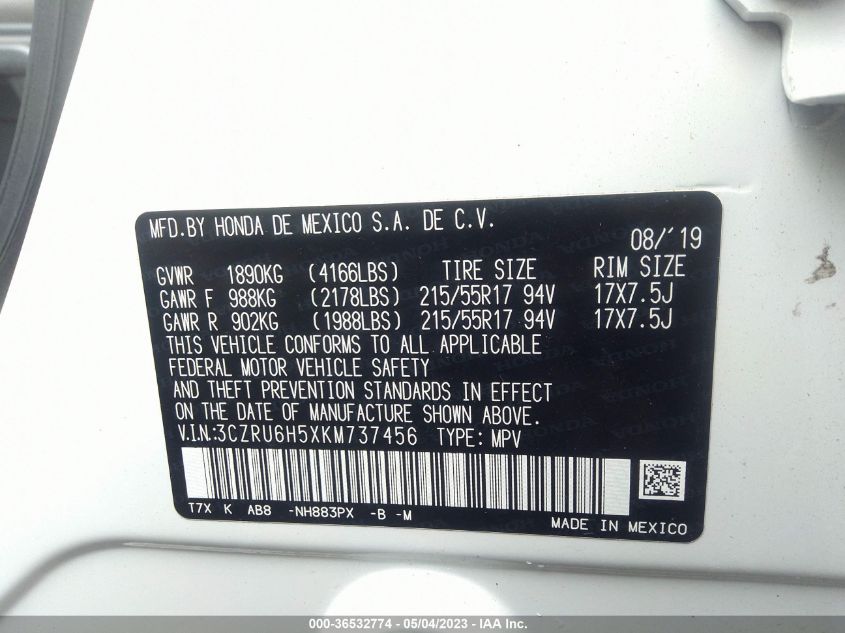 MFD.BY HONDA DE MEXICO S.A. DE C.V.
08/'19
GVWR 1890KG (4166LBS) TIRE SIZE RIM SIZE
GAWR F 988KG (2178LBS) 215/55R17 94V 17X7.5J
GAWR R 902KG (1988LBS) 215/55R17 94V 17X7.5J
THIS VEHICLE CONFORMS TO ALL APPLICABLE
FEDERAL MOTOR VEHICLE SAFETY
AND THEFT PREVENTION STANDARDS IN EFFECT
ON THE DATE OF MANUFACTURE SHOWN ABOVE.
V.I.N:3CZRU6H5XKM737456 TYPE: MPV
T7X K AB8 -NH883PX -B -M
MADE IN MEXICO
000-36532774 - 05/04/2023 - IAA Inc.